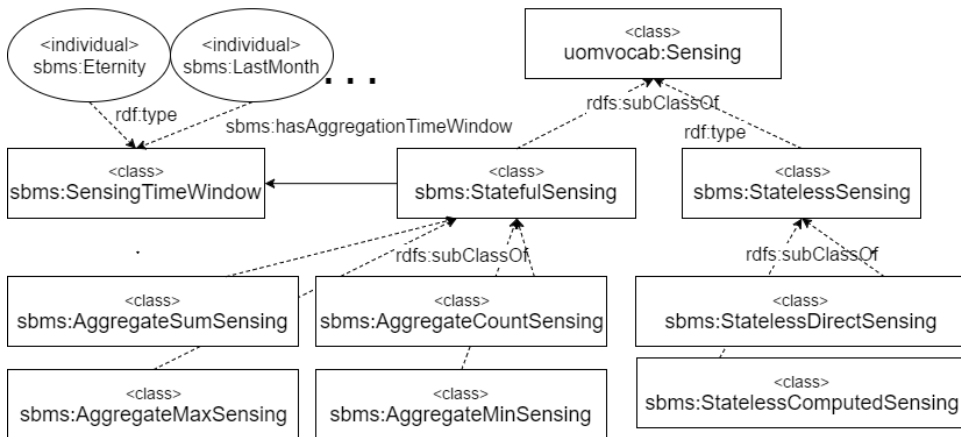 <individual>
sbms:Eternity
<individual>
sbms:LastMonth
...
<class>
uomvocab:Sensing
rdf:type
sbms:hasAggregationTimeWindow
rdfs:subClassOf
rdf:type
<class>
sbms:SensingTimeWindow
<class>
sbms:StatefulSensing
<class>
sbms:StatelessSensing
.
rdfs:subClassOf
rdfs:subClassOf
<class>
sbms:AggregateSumSensing
<class>
sbms:AggregateCountSensing
<class>
sbms:StatelessDirectSensing
<class>
sbms:AggregateMaxSensing
<class>
sbms:AggregateMinSensing
<class>
sbms:StatelessComputedSensing